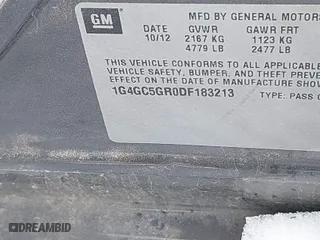 GM
MFD BY GENERAL MOTORS
DATE GVWR GAWR FRT
10/12 2167 KG 1123 KG
4779 LB 2477 LB
THIS VEHICLE CONFORMS TO ALL APPLICABLE
VEHICLE SAFETY, BUMPER, AND THEFT
EFFECT ON THE DATE OF MANUFACTURE SHOW
1G4GC5GR0DF183213 TYPE: PASS
DREAMBID